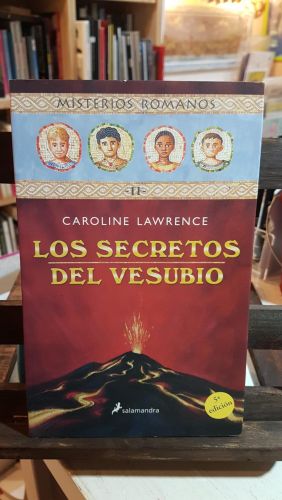 MISTERIOS ROMANOS
-II-
CAROLINE LAWRENCE
LOS SECRETOS
DEL VESUBIO
5ª edición
salamandra